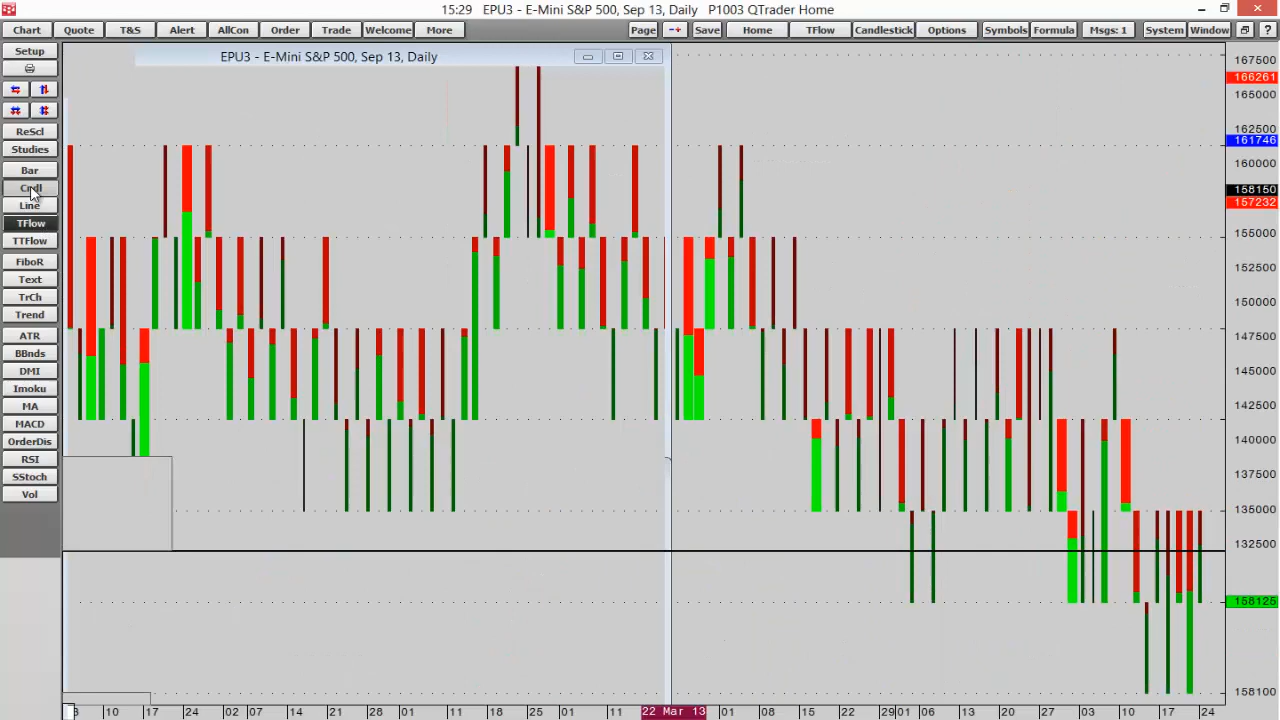 15:29 EPU3 - E-Mini S&P 500, Sep 13, Daily P1003 QTrader Home
Chart Quote T&S Alert AllCon Order Trade Welcome More Page Save Home TFlow Candlestick Options Symbols Formula Msgs: 1 System Window ?
EPU3 - E-Mini S&P 500, Sep 13, Daily
Setup
ReScl
Studies
Bar
Cndl
Line
TFlow
TTFlow
FiboR
Text
TrCh
Trend
ATR
BBnds
DMI
Imoku
MA
MACD
OrderDis
RSI
SStoch
Vol
167500
166261
165000
162500
161746
160000
158150
157232
155000
152500
150000
147500
145000
142500
140000
137500
135000
132500
158125
158100
10 17 24 02 07 14 21 28 01 11 18 25 01 11 22 Mar 13 01 08 15 22 29 01 06 13 20 27 03 10 17 24